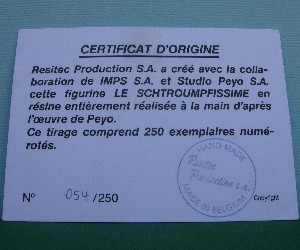 CERTIFICAT D'ORIGINE
Resitec Production S.A. a créé avec la colla-
boration de IMPS S.A. et Studio Peyo S.A.
cette figurine LE SCHTROUMPFISSIME en
résine entièrement réalisée à la main d'après
l'œuvre de Peyo.
Ce tirage comprend 250 exemplaires numé-
rotés.
HAND MADE
Resitec
Production s.a.
MADE IN BELGIUM
N° 054/250
Copyright